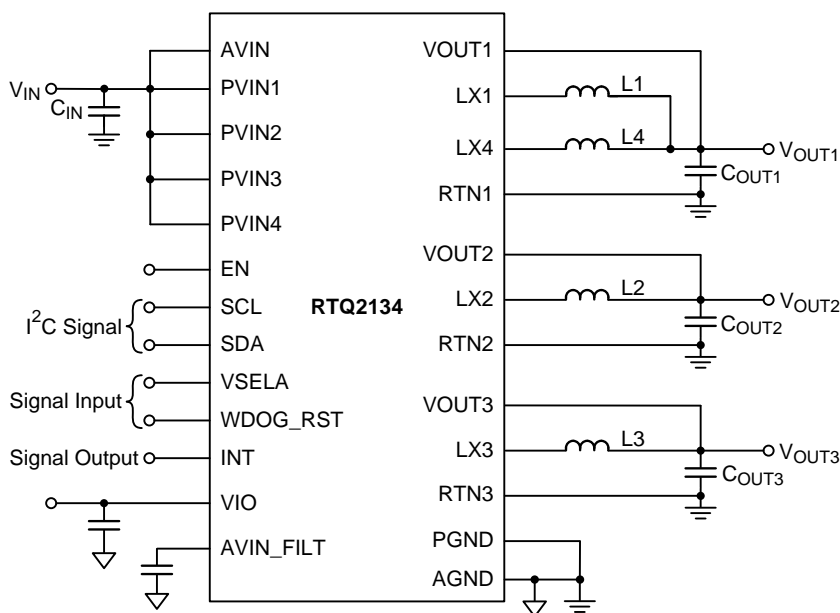 AVIN
PVIN1
PVIN2
PVIN3
PVIN4
EN
SCL
SDA
VSELA
WDOG_RST
INT
VIO
AVIN_FILT
V_IN
C_IN
I²C Signal
Signal Input
Signal Output
RTQ2134
VOUT1
LX1
LX4
RTN1
VOUT2
LX2
RTN2
VOUT3
LX3
RTN3
PGND
AGND
L1
L4
V_OUT1
C_OUT1
L2
V_OUT2
C_OUT2
L3
V_OUT3
C_OUT3